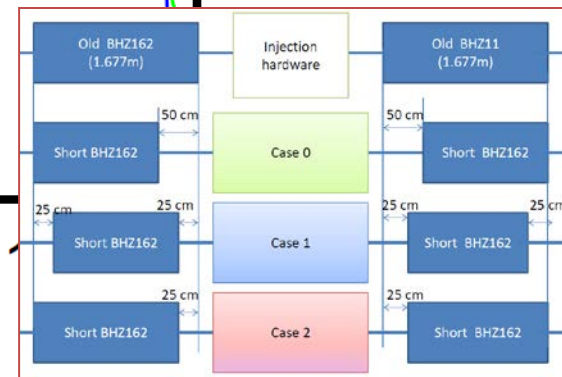 Old BHZ162
(1.677m)
Injection
hardware
Old BHZ11
(1.677m)
50 cm
50 cm
Short BHZ162
Case 0
Short BHZ162
25 cm
25 cm
25 cm
25 cm
Short BHZ162
Case 1
Short BHZ162
25 cm
25 cm
Short BHZ162
Case 2
Short BHZ162